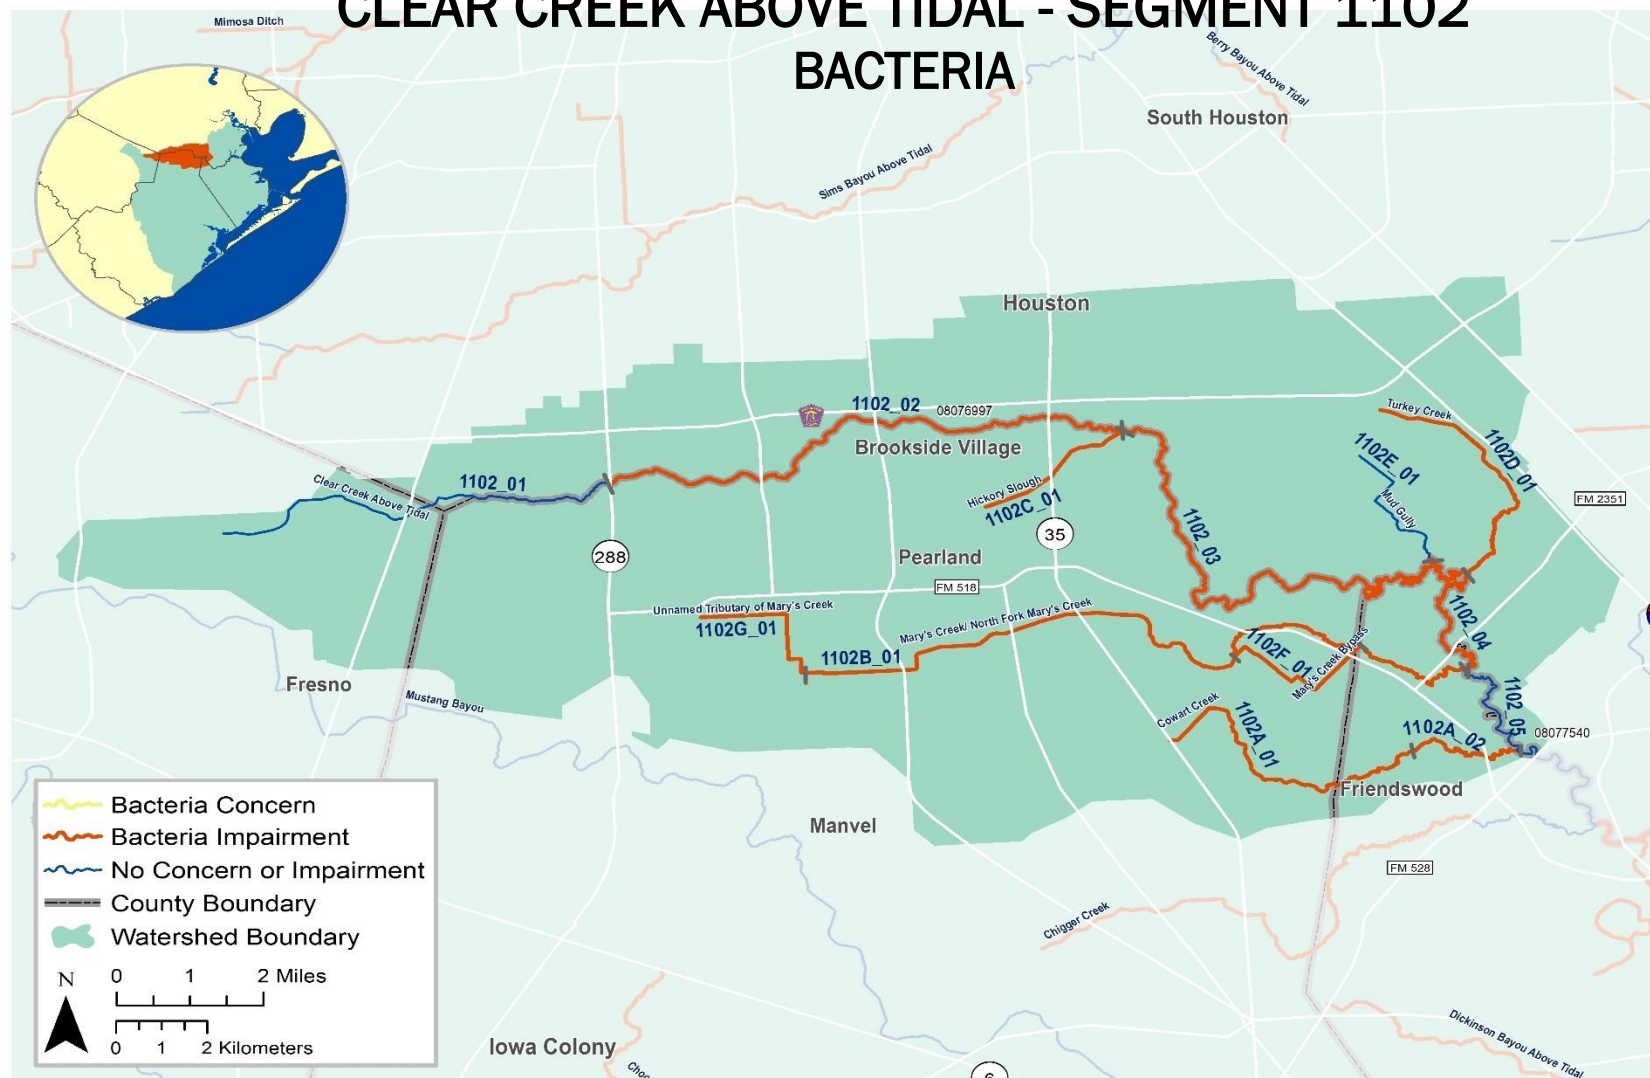 CLEAR CREEK ABOVE TIDAL - SEGMENT 1102
BACTERIA
Mimosa Ditch
Berry Bayou Above Tidal
South Houston
Sims Bayou Above Tidal
Houston
1102_02
08076997
Brookside Village
Turkey Creek
1102D_01
1102E_01
Mud Gully
FM 2351
Clear Creek Above Tidal
1102_01
Hickory Slough
1102C_01
1102_03
288
35
Pearland
FM 518
Unnamed Tributary of Mary's Creek
1102G_01
Mary's Creek/ North Fork Mary's Creek
1102B_01
1102F_01
Mary's Creek Bypass
1102_04
1102_05
Fresno
Mustang Bayou
Cowart Creek
1102A_01
1102A_02
08077540
Friendswood
Manvel
FM 528
Chigger Creek
Dickinson Bayou Above Tidal
Iowa Colony
6
Bacteria Concern
Bacteria Impairment
No Concern or Impairment
County Boundary
Watershed Boundary
N
0 1 2 Miles
0 1 2 Kilometers